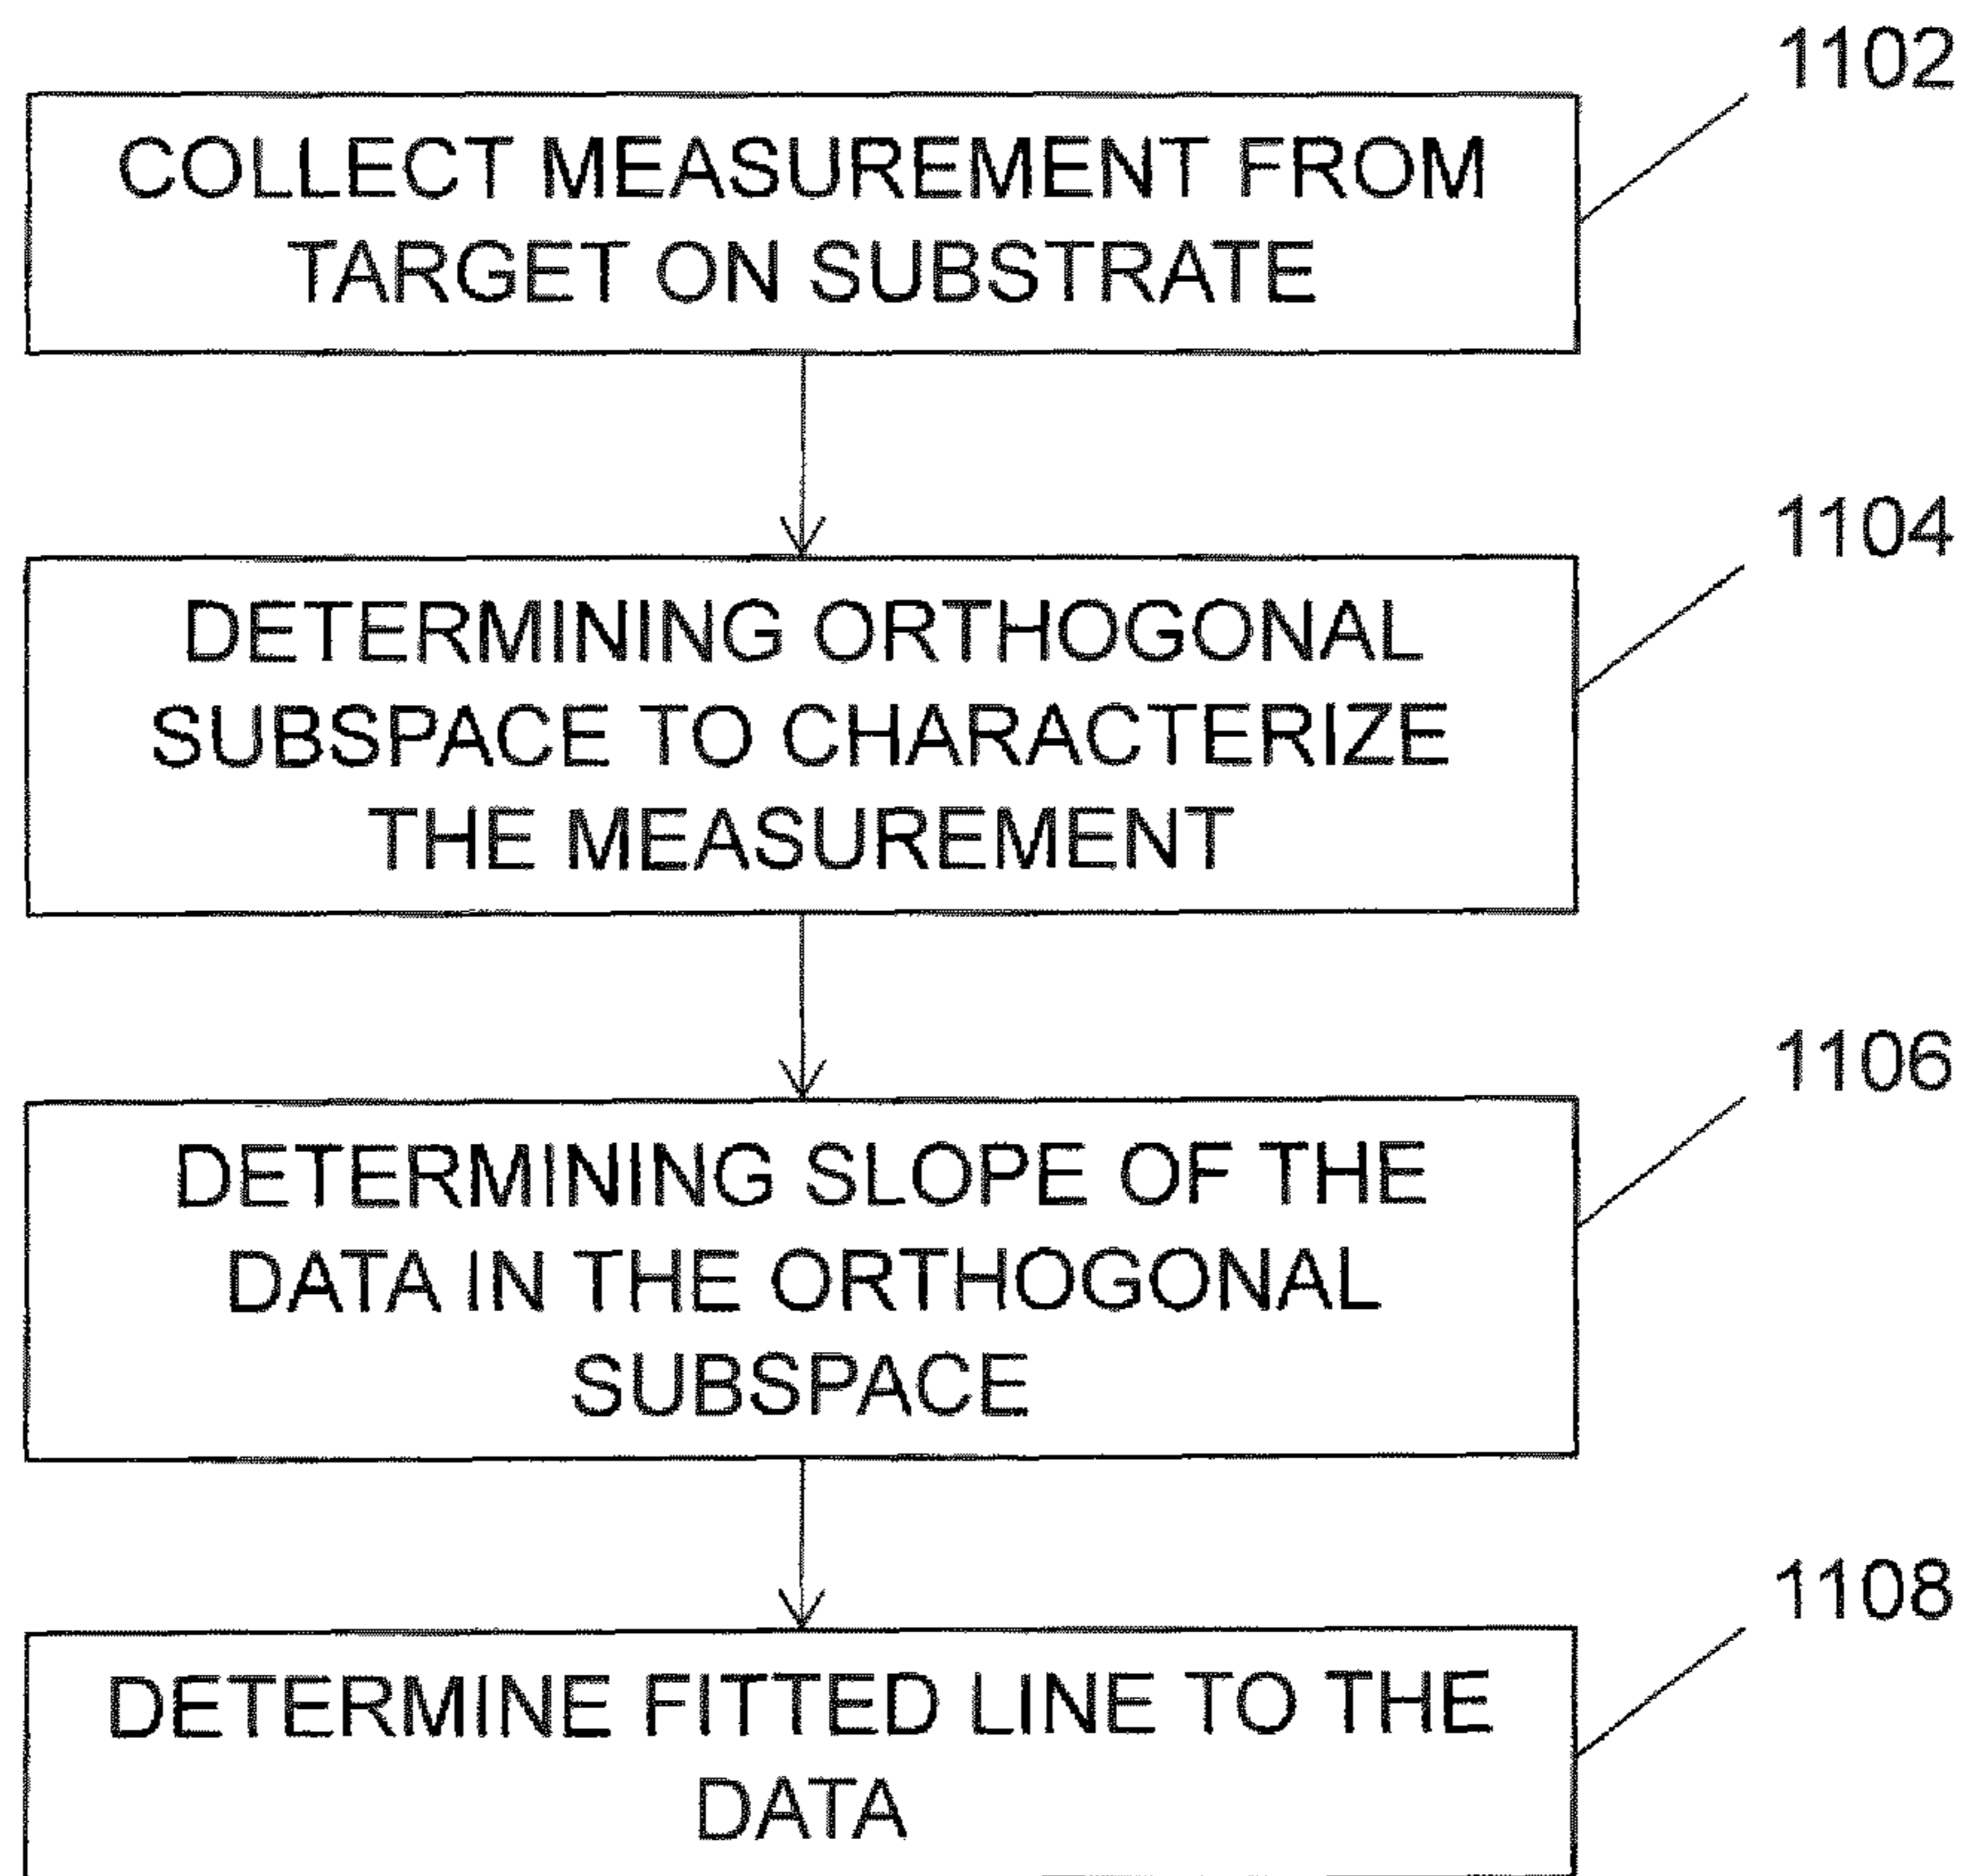 1102
COLLECT MEASUREMENT FROM
TARGET ON SUBSTRATE
1104
DETERMINING ORTHOGONAL
SUBSPACE TO CHARACTERIZE
THE MEASUREMENT
1106
DETERMINING SLOPE OF THE
DATA IN THE ORTHOGONAL
SUBSPACE
1108
DETERMINE FITTED LINE TO THE
DATA